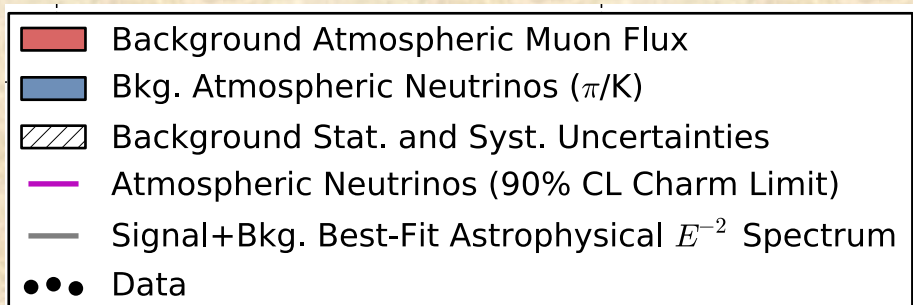 Background Atmospheric Muon Flux
Bkg. Atmospheric Neutrinos (π/K)
Background Stat. and Syst. Uncertainties
Atmospheric Neutrinos (90% CL Charm Limit)
Signal+Bkg. Best-Fit Astrophysical E⁻² Spectrum
Data